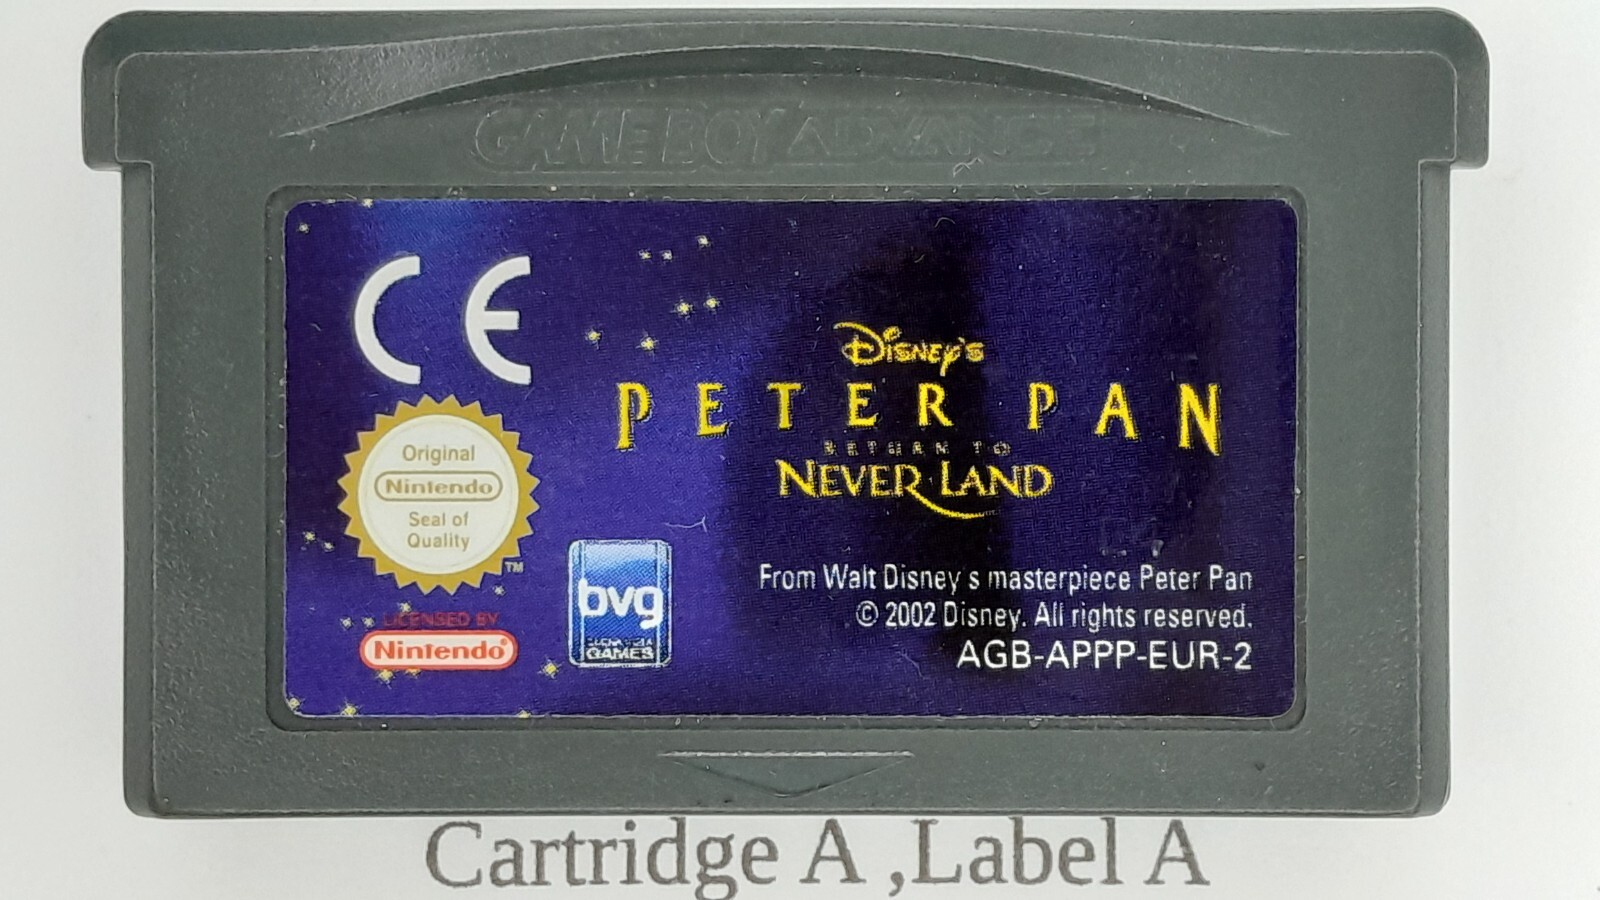 GAME BOY ADVANCE
CE
Disney's
PETER PAN
RETURN TO
NEVER LAND
Original
Nintendo
Seal of
Quality
TM
LICENSED BY
Nintendo®
bvg
BUENA VISTA
GAMES
From Walt Disney s masterpiece Peter Pan
© 2002 Disney. All rights reserved.
AGB-APPP-EUR-2
Cartridge A ,Label A